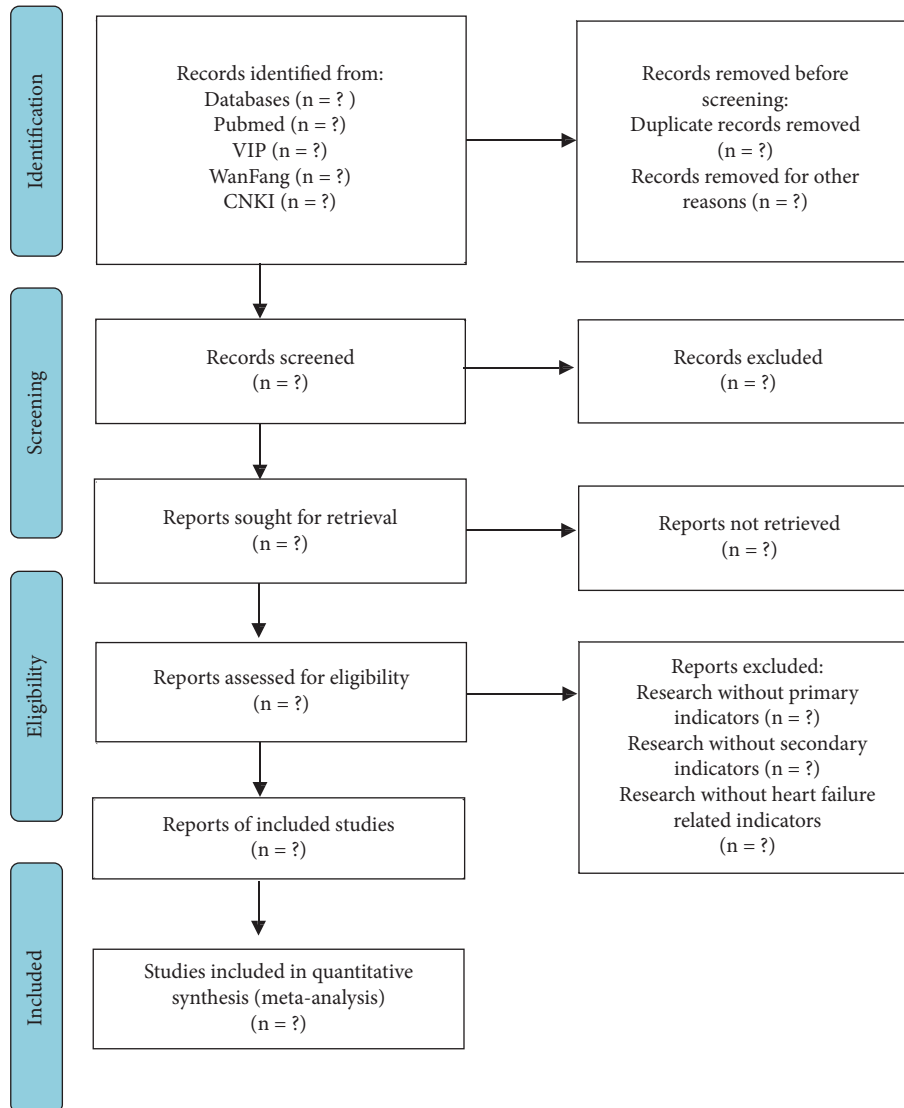 Identification
Records identified from:
Databases (n = ? )
Pubmed (n = ?)
VIP (n = ?)
WanFang (n = ?)
CNKI (n = ?)
Records removed before
screening:
Duplicate records removed
(n = ?)
Records removed for other
reasons (n = ?)
Screening
Records screened
(n = ?)
Records excluded
(n = ?)
Reports sought for retrieval
(n = ?)
Reports not retrieved
(n = ?)
Eligibility
Reports assessed for eligibility
(n = ?)
Reports excluded:
Research without primary
indicators (n = ?)
Research without secondary
indicators (n = ?)
Research without heart failure
related indicators
(n = ?)
Reports of included studies
(n = ?)
Included
Studies included in quantitative
synthesis (meta-analysis)
(n = ?)